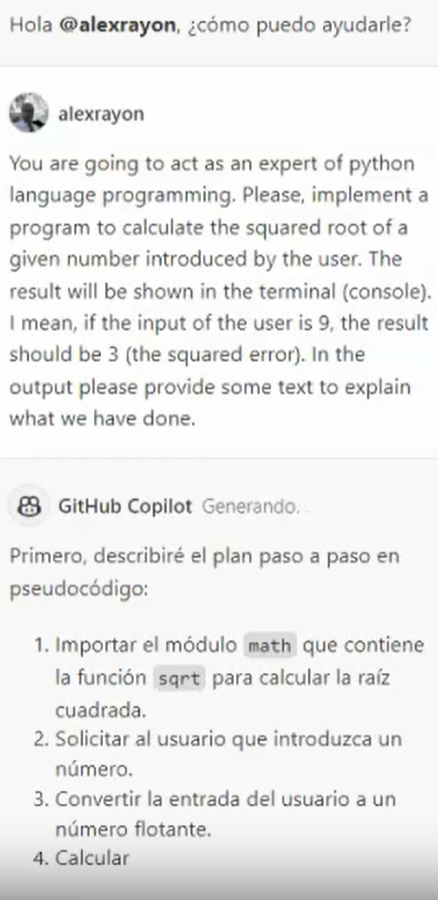 Hola @alexrayon, ¿cómo puedo ayudarle?
alexrayon
You are going to act as an expert of python
language programming. Please, implement a
program to calculate the squared root of a
given number introduced by the user. The
result will be shown in the terminal (console).
I mean, if the input of the user is 9, the result
should be 3 (the squared error). In the
output please provide some text to explain
what we have done.
GitHub Copilot Generando. .
Primero, describiré el plan paso a paso en
pseudocódigo:
1. Importar el módulo math que contiene
la función sqrt para calcular la raíz
cuadrada.
2. Solicitar al usuario que introduzca un
número.
3. Convertir la entrada del usuario a un
número flotante.
4. Calcular